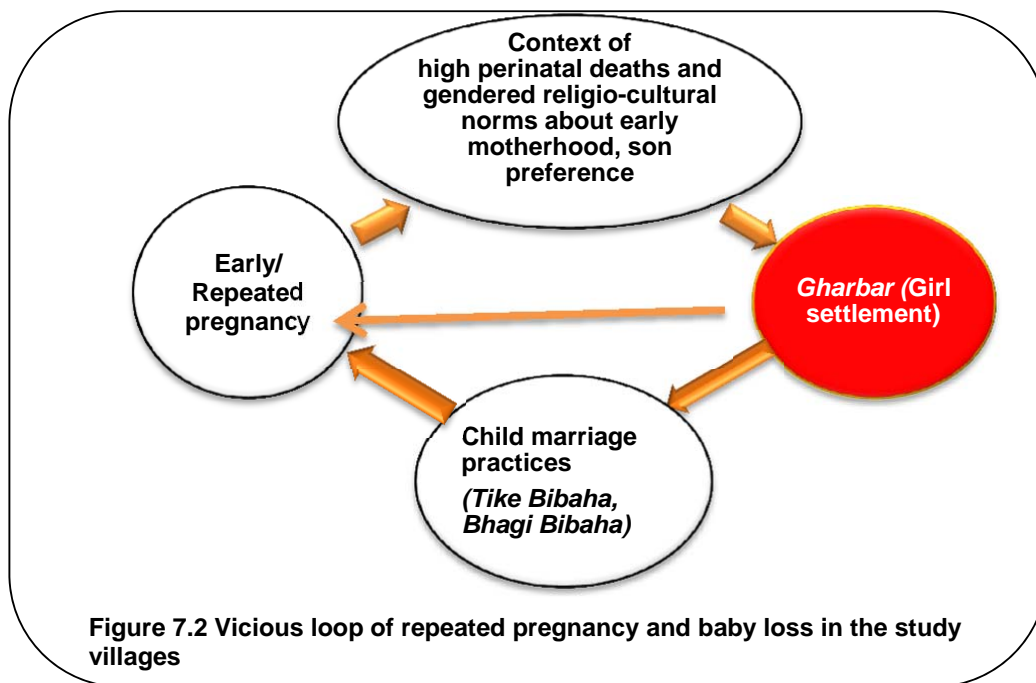 Context of
high perinatal deaths and
gendered religio-cultural
norms about early
motherhood, son
preference
Early/
Repeated
pregnancy
Gharbar (Girl
settlement)
Child marriage
practices
(Tike Bibaha,
Bhagi Bibaha)
Figure 7.2 Vicious loop of repeated pregnancy and baby loss in the study
villages